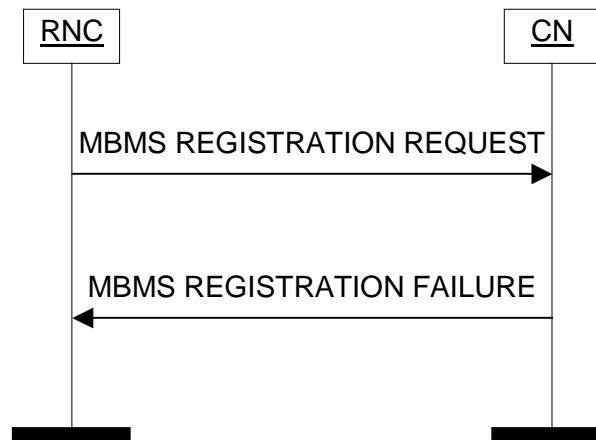 RNC
CN
MBMS REGISTRATION REQUEST
MBMS REGISTRATION FAILURE